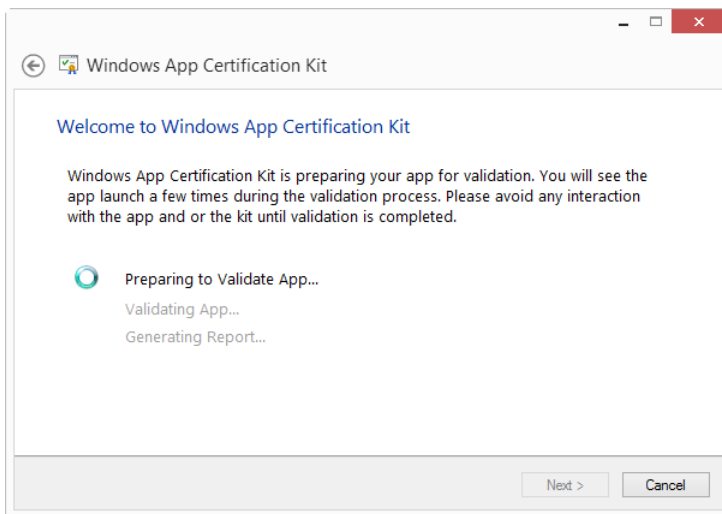 Windows App Certification Kit
Welcome to Windows App Certification Kit
Windows App Certification Kit is preparing your app for validation. You will see the
app launch a few times during the validation process. Please avoid any interaction
with the app and or the kit until validation is completed.
Preparing to Validate App...
Validating App...
Generating Report...
Next >
Cancel